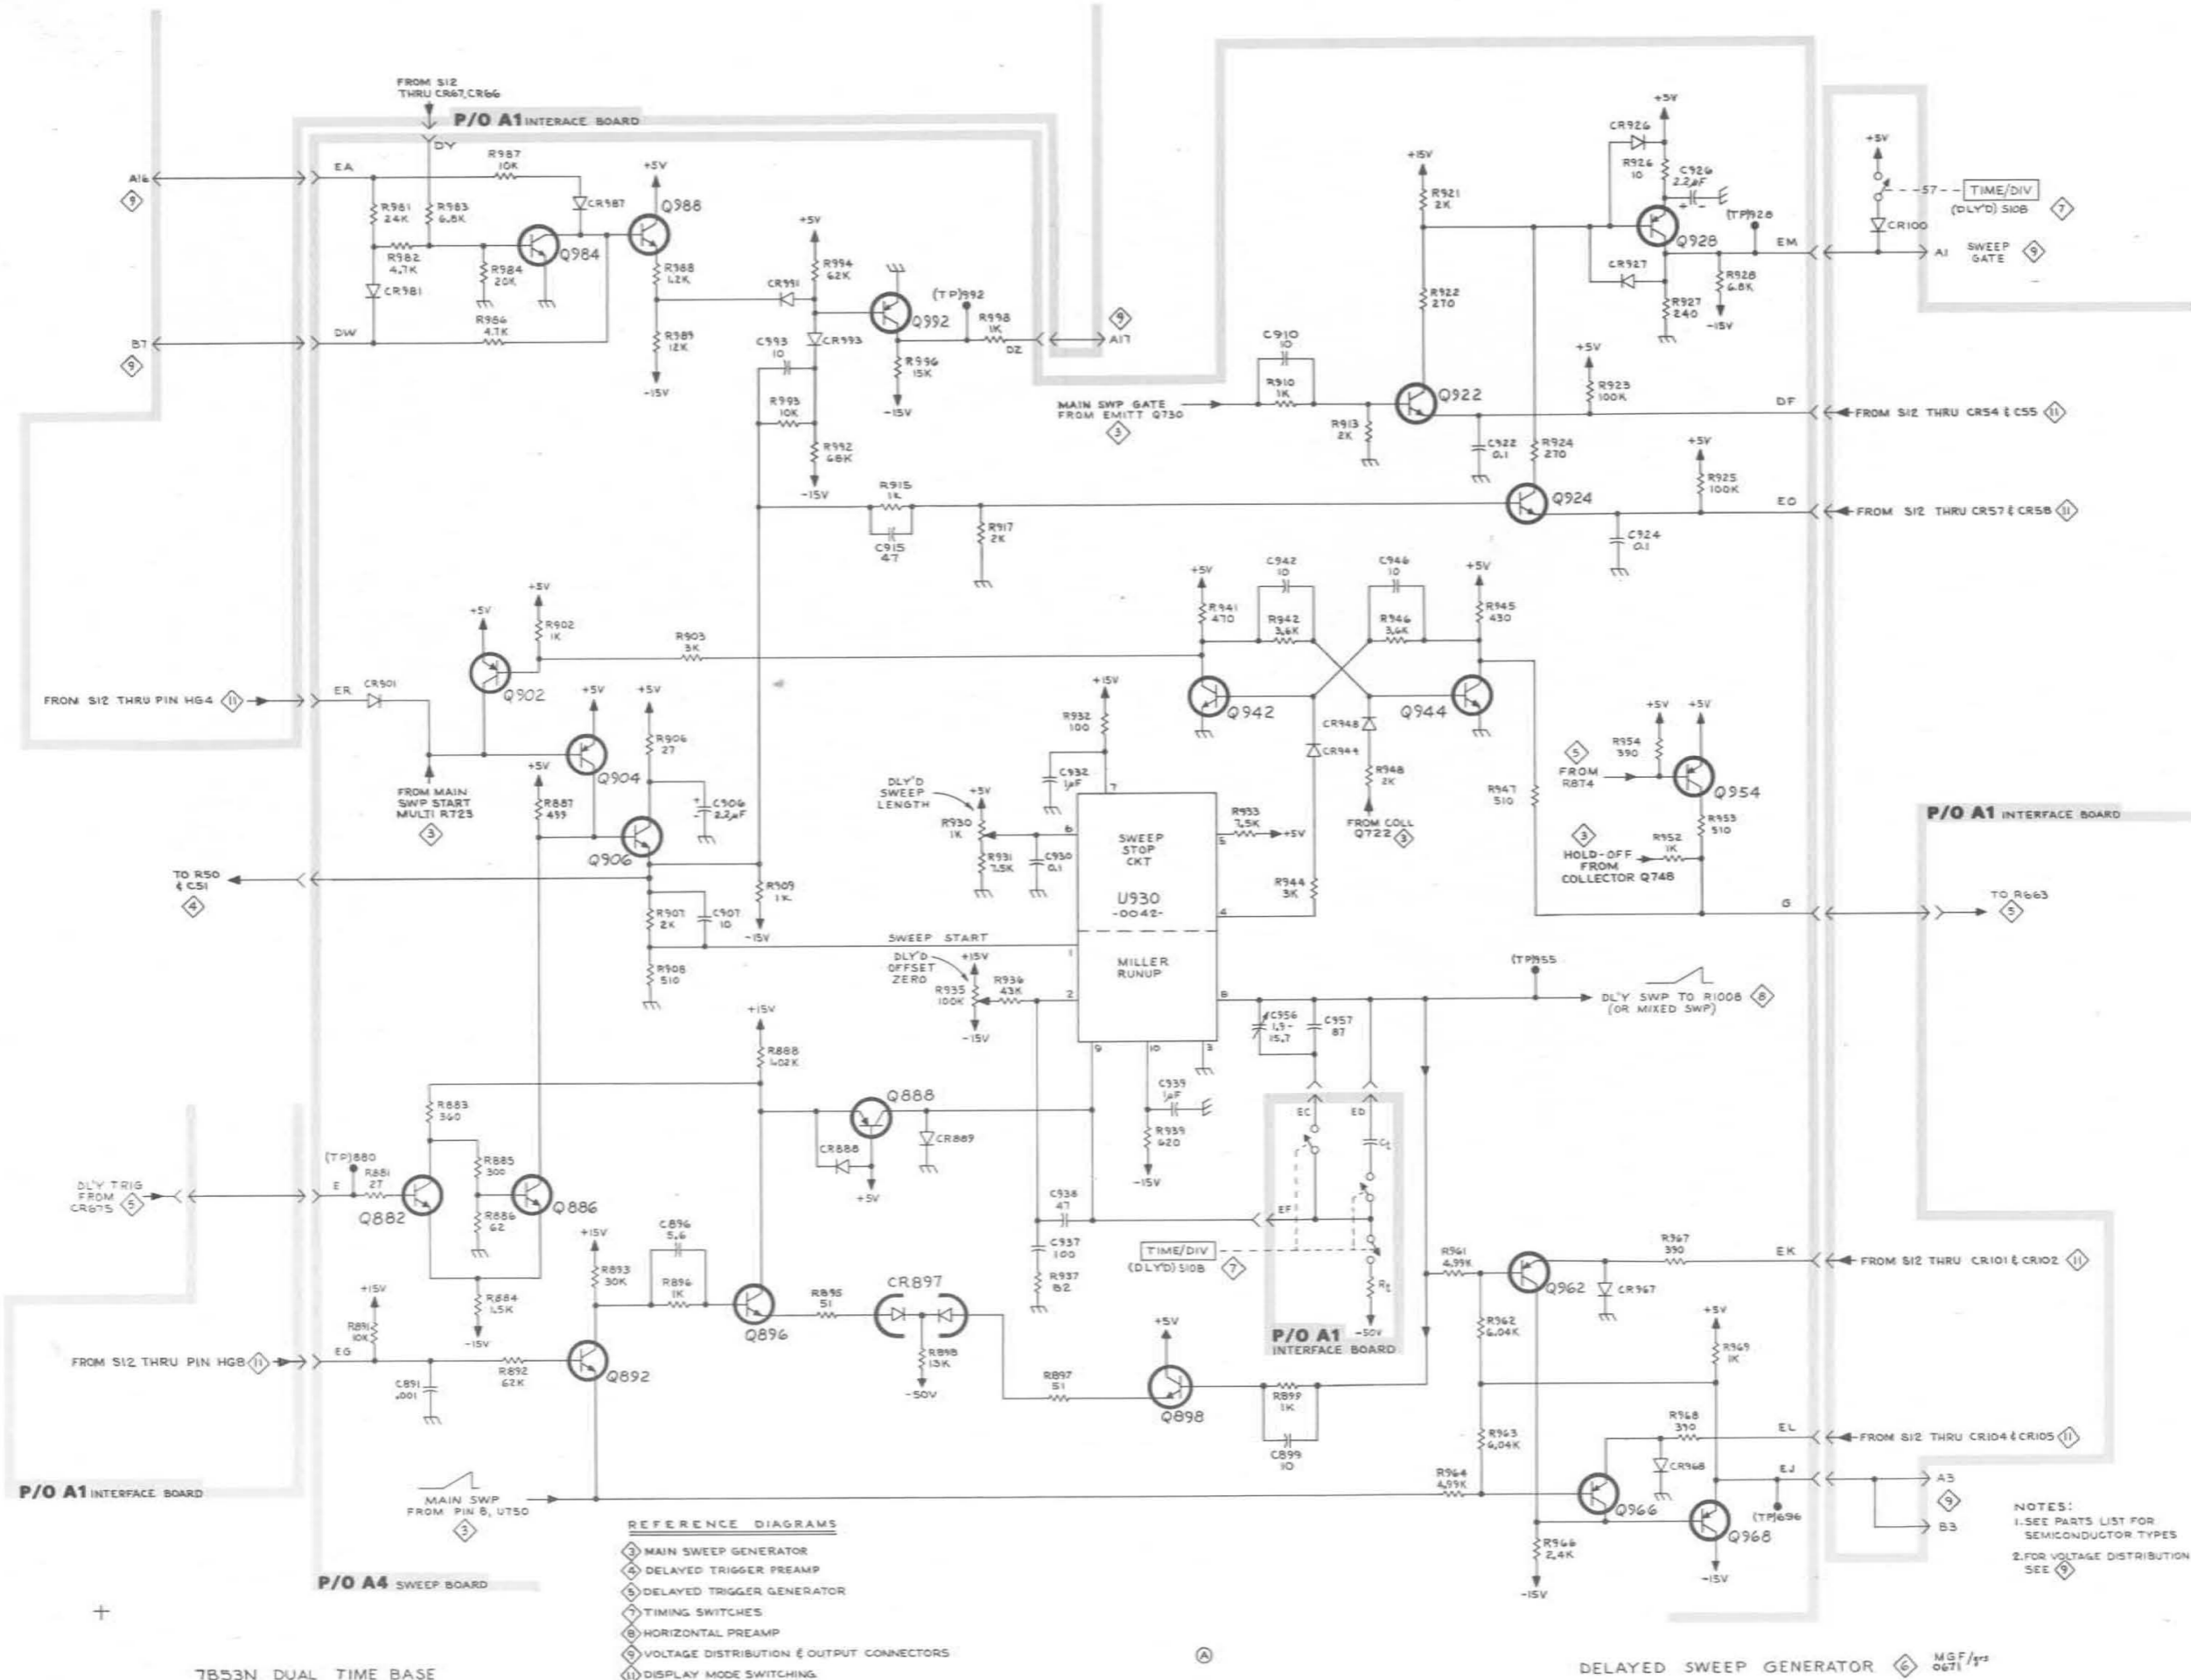 FROM S12
THRU CR67, CR66
P/O A1 INTERACE BOARD
DY
EA
R987
10K
A16
9
R981
24K
R983
6.8K
CR987
+5V
Q988
R982
4.7K
Q984
R984
20K
CR981
R988
1.2K
DW
R986
4.7K
B7
9
R989
12K
-15V
+5V
R994
62K
CR991
Q992
(TP)992
R998
1K
DZ
9
A17
C993
10
CR993
R996
15K
-15V
R993
10K
R992
68K
-15V
R915
1K
C915
47
R917
2K
+15V
R921
2K
R922
270
CR926
+5V
R926
10
C926
2.2µF
+ -
Q928
(TP)928
EM
CR927
R928
6.8K
-15V
R927
240
+5V
S7
TIME/DIV
(DLY'D) S10B
7
CR100
A1
SWEEP
GATE
9
C910
10
R910
1K
MAIN SWP GATE
FROM EMITT Q730
3
R913
2K
Q922
+5V
R923
100K
DF
FROM S12 THRU CR54 & C55
11
C922
0.1
R924
270
Q924
+5V
R925
100K
EO
FROM S12 THRU CR57 & CR58
11
C924
0.1
+5V
+5V
R902
1K
R903
3K
Q902
FROM S12 THRU PIN HG4
11
ER
CR901
+5V
+5V
Q904
R906
27
FROM MAIN
SWP START
MULTI R725
3
+5V
R887
499
+
-
C906
2.2µF
Q906
TO R50
& C51
4
R909
1K
-15V
R907
2K
C907
10
R908
510
+5V
R941
470
C942
10
R942
3.6K
C946
10
R946
3.6K
+5V
R945
430
Q942
Q944
CR948
CR944
R948
2K
FROM COLL
Q722
3
R944
3K
R947
510
+15V
R932
100
C932
1µF
7
DLY'D
SWEEP
LENGTH
+5V
R930
1K
R931
7.5K
C930
0.1
6
SWEEP
STOP
CKT
U930
-0042-
MILLER
RUNUP
5
R933
7.5K
+5V
4
SWEEP START
1
DLY'D
OFFSET
ZERO
+15V
R935
100K
-15V
R936
43K
2
8
9
10
3
+5V
+5V
R954
390
5
FROM
R874
Q954
R953
510
3
HOLD-OFF
FROM
COLLECTOR Q748
R952
1K
G
P/O A1 INTERFACE BOARD
TO R663
5
(TP)955
DL'Y SWP TO R1008
(OR MIXED SWP)
8
C956
1.9-
15.7
C957
87
+15V
R888
1.02K
Q888
CR888
CR889
+5V
C939
1µF
R939
620
-15V
EC
ED
Ct
C938
47
EF
C937
100
R937
82
TIME/DIV
(DLY'D) S10B
7
Rt
P/O A1
INTERFACE BOARD
-50V
R883
360
(TP)880
R881
27
E
DL'Y TRIG
FROM
CR675
5
Q882
R885
300
R886
62
Q886
R884
1.5K
-15V
+15V
R891
10K
EG
FROM S12 THRU PIN HG8
11
C891
.001
R892
62K
Q892
+15V
R893
30K
C896
5.6
R896
1K
Q896
R895
51
CR897
R898
13K
-50V
R897
51
+5V
Q898
R899
1K
C899
10
R961
4.99K
Q962
CR967
R967
390
EK
FROM S12 THRU CR101 & CR102
11
R962
6.04K
+5V
R969
1K
R963
6.04K
R968
390
EL
FROM S12 THRU CR104 & CR105
11
R964
4.99K
CR968
EJ
A3
9
B3
Q966
(TP)696
Q968
R966
2.4K
-15V
-15V
P/O A1 INTERFACE BOARD
MAIN SWP
FROM PIN 8, U750
3
P/O A4 SWEEP BOARD
REFERENCE DIAGRAMS
3 MAIN SWEEP GENERATOR
4 DELAYED TRIGGER PREAMP
5 DELAYED TRIGGER GENERATOR
7 TIMING SWITCHES
8 HORIZONTAL PREAMP
9 VOLTAGE DISTRIBUTION & OUTPUT CONNECTORS
11 DISPLAY MODE SWITCHING
NOTES:
1. SEE PARTS LIST FOR
SEMICONDUCTOR TYPES
2. FOR VOLTAGE DISTRIBUTION
SEE 9
7B53N DUAL TIME BASE
A
DELAYED SWEEP GENERATOR 6 MGF/grs
0671